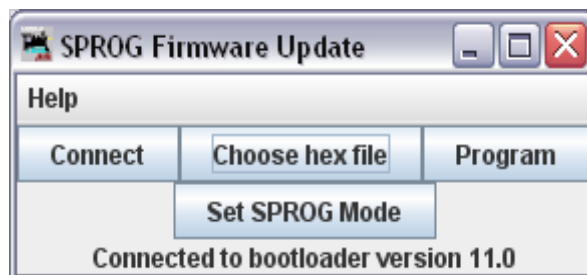 SPROG Firmware Update
Help
Connect Choose hex file Program
Set SPROG Mode
Connected to bootloader version 11.0